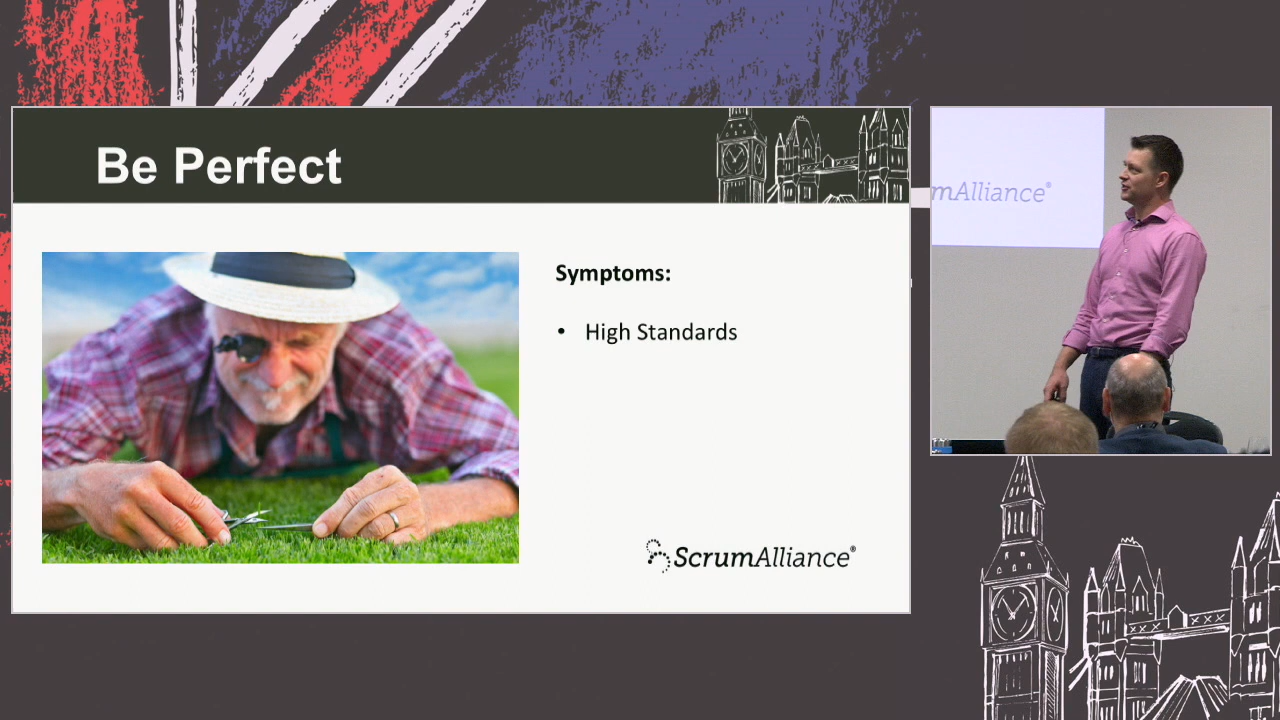 Be Perfect
Symptoms:
• High Standards
ScrumAlliance®
mAlliance®